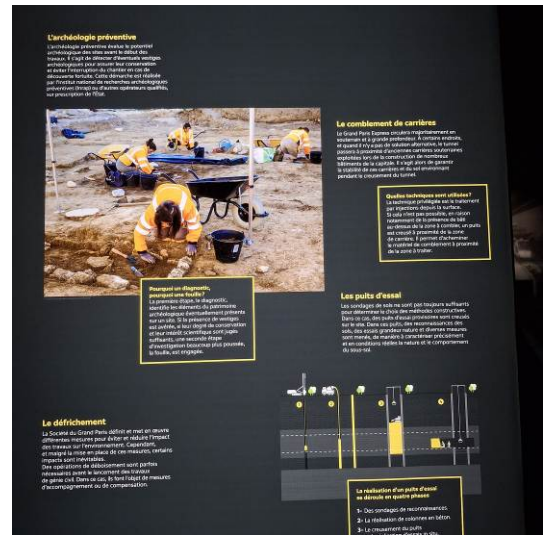 L'archéologie préventive
L'archéologie préventive évalue le potentiel
archéologique des sites avant le début des
travaux. Il s'agit de détecter d'éventuels vestiges
archéologiques pour assurer leur conservation
et éviter l'interruption du chantier en cas de
découverte fortuite. Cette démarche est réalisée
par l'Institut national de recherches archéologiques
préventives (Inrap) ou d'autres opérateurs qualifiés,
sur prescription de l'État.
Pourquoi un diagnostic,
pourquoi une fouille ?
La première étape, le diagnostic,
identifie les éléments du patrimoine
archéologique éventuellement présents
sur un site. Si la présence de vestiges
est avérée, si leur degré de conservation
et leur intérêt scientifique sont jugés
suffisants, une seconde étape
d'investigation beaucoup plus poussée,
la fouille, est engagée.
Le défrichement
La Société du Grand Paris définit et met en œuvre
différentes mesures pour éviter et réduire l'impact
des travaux sur l'environnement. Cependant,
et malgré la mise en place de ces mesures, certains
impacts sont inévitables.
Des opérations de déboisement sont parfois
nécessaires avant le lancement des travaux
de génie civil. Dans ce cas, ils font l'objet de mesures
d'accompagnement ou de compensation.
Le comblement de carrières
Le Grand Paris Express circulera majoritairement en
souterrain et à grande profondeur. À certains endroits,
et quand il n'y a pas de solution alternative, le tunnel
passera à proximité d'anciennes carrières souterraines
exploitées lors de la construction de nombreux
bâtiments de la capitale. Il s'agit alors de garantir
la stabilité de ces carrières et du sol environnant
pendant le creusement du tunnel.
Quelles techniques sont utilisées ?
La technique privilégiée est le traitement
par injections depuis la surface.
Si cela n'est pas possible, en raison
notamment de la présence de bâti
au-dessus de la zone à combler, un puits
est creusé à proximité de la zone
de carrière. Il permet d'acheminer
le matériel de comblement à proximité
de la zone à traiter.
Les puits d'essai
Les sondages de sols ne sont pas toujours suffisants
pour déterminer le choix des méthodes constructives.
Dans ce cas, des puits d'essai provisoires sont creusés
sur le site. Dans ces puits, des reconnaissances des
sols, des essais grandeur nature et diverses mesures
sont menés, de manière à caractériser précisément
et en conditions réelles la nature et le comportement
du sous-sol.
1 2 3 4
La réalisation d'un puits d'essai
se déroule en quatre phases
1- Des sondages de reconnaissances.
2- La réalisation de colonnes en béton.
3- Le creusement du puits